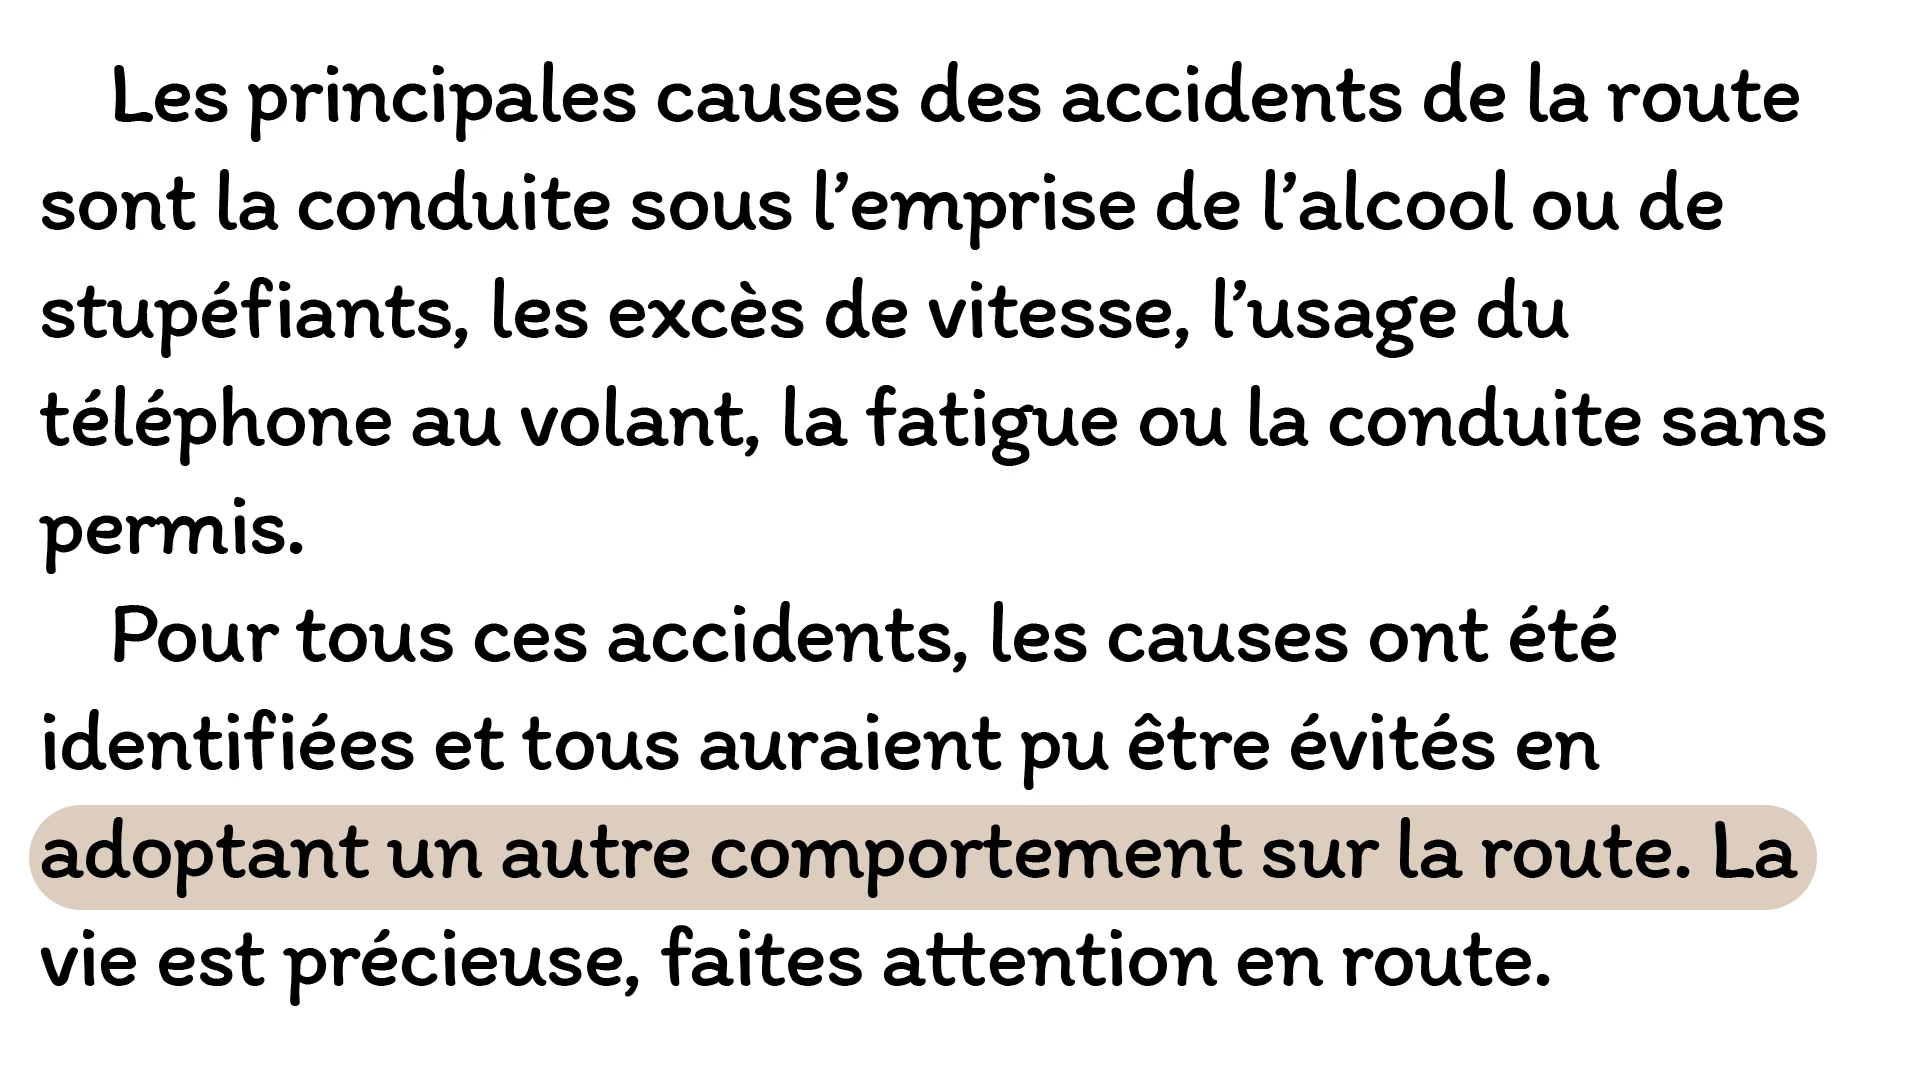 Les principales causes des accidents de la route
sont la conduite sous l’emprise de l’alcool ou de
stupéfiants, les excès de vitesse, l’usage du
téléphone au volant, la fatigue ou la conduite sans
permis.
Pour tous ces accidents, les causes ont été
identifiées et tous auraient pu être évités en
adoptant un autre comportement sur la route. La
vie est précieuse, faites attention en route.